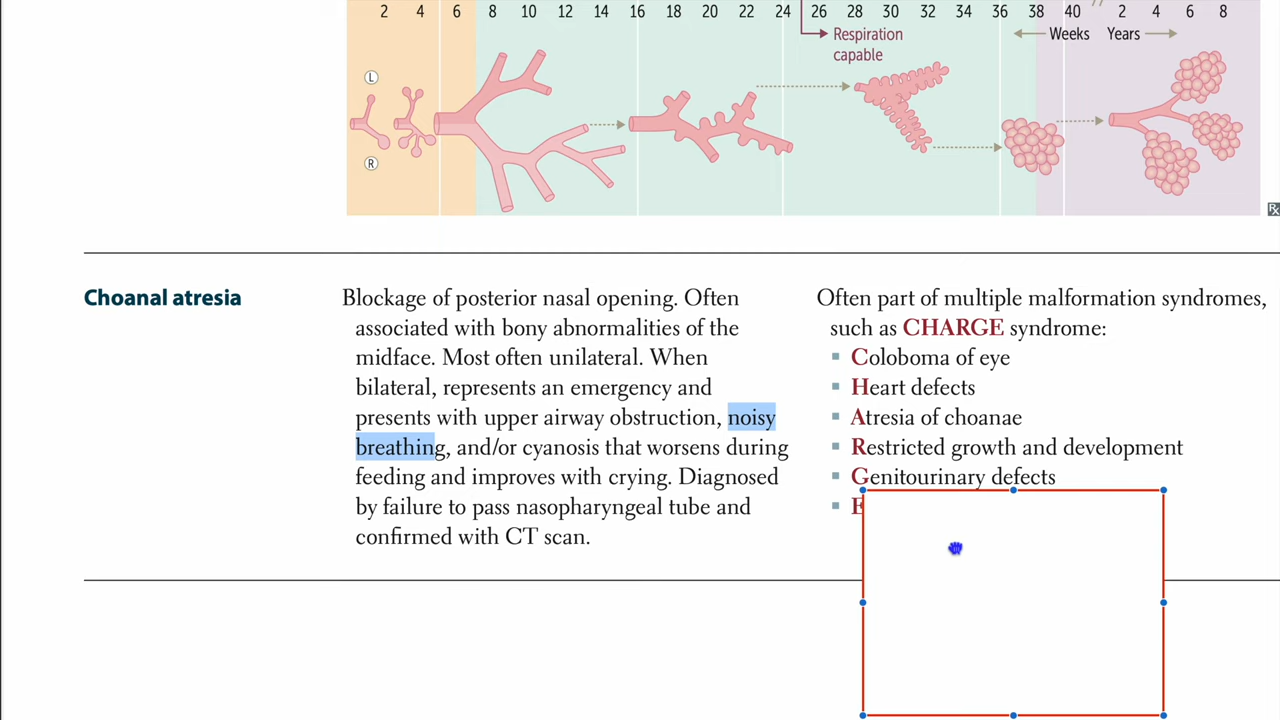 2 4 6 8 10 12 14 16 18 20 22 24 26 28 30 32 34 36 38 40 2 4 6 8
Respiration
capable
Weeks Years
L
R
Rx
Choanal atresia
Blockage of posterior nasal opening. Often
associated with bony abnormalities of the
midface. Most often unilateral. When
bilateral, represents an emergency and
presents with upper airway obstruction, noisy
breathing, and/or cyanosis that worsens during
feeding and improves with crying. Diagnosed
by failure to pass nasopharyngeal tube and
confirmed with CT scan.
Often part of multiple malformation syndromes,
such as CHARGE syndrome:
Coloboma of eye
Heart defects
Atresia of choanae
Restricted growth and development
Genitourinary defects
E